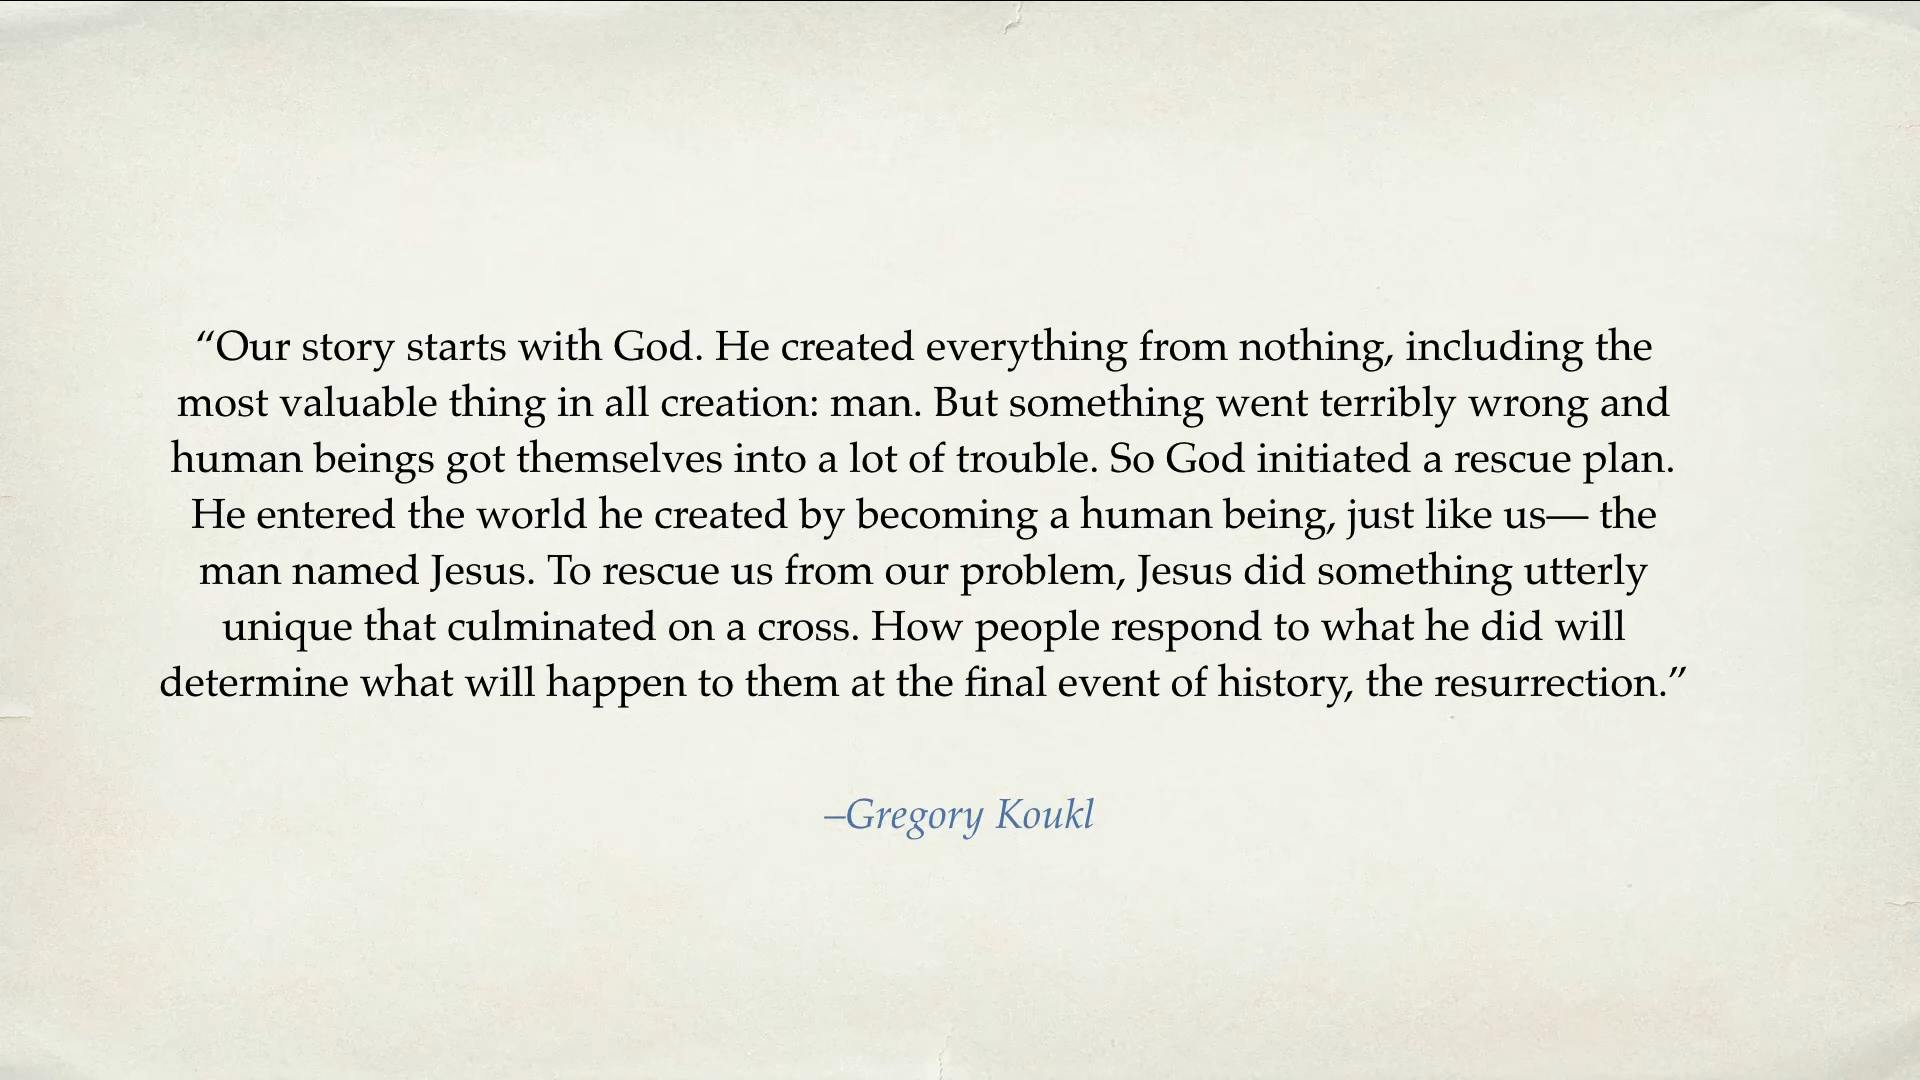 “Our story starts with God. He created everything from nothing, including the
most valuable thing in all creation: man. But something went terribly wrong and
human beings got themselves into a lot of trouble. So God initiated a rescue plan.
He entered the world he created by becoming a human being, just like us— the
man named Jesus. To rescue us from our problem, Jesus did something utterly
unique that culminated on a cross. How people respond to what he did will
determine what will happen to them at the final event of history, the resurrection.”
–Gregory Koukl